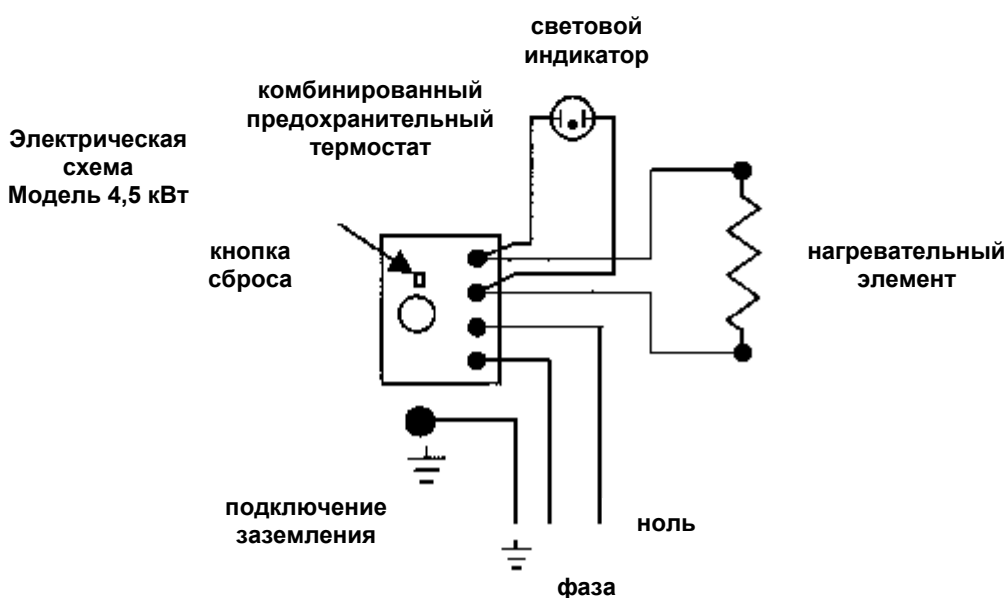 световой
индикатор
комбинированный
предохранительный
термостат
Электрическая
схема
Модель 4,5 кВт
кнопка
сброса
нагревательный
элемент
подключение
заземления
ноль
фаза